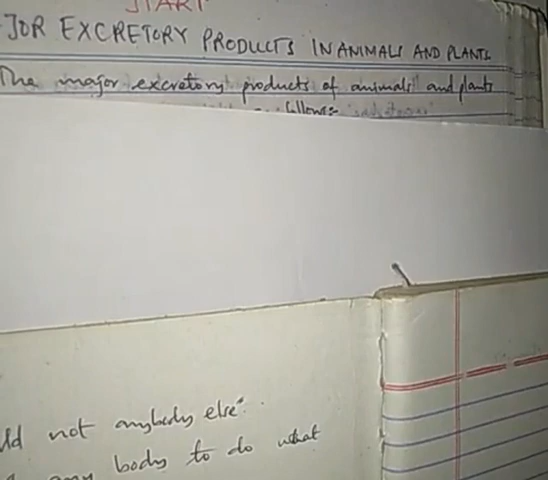 START
JOR EXCRETORY PRODUCTS IN ANIMALS AND PLANTS
The major excretory products of animals and plants
follows:-
ld not anybody else".
any body to do what